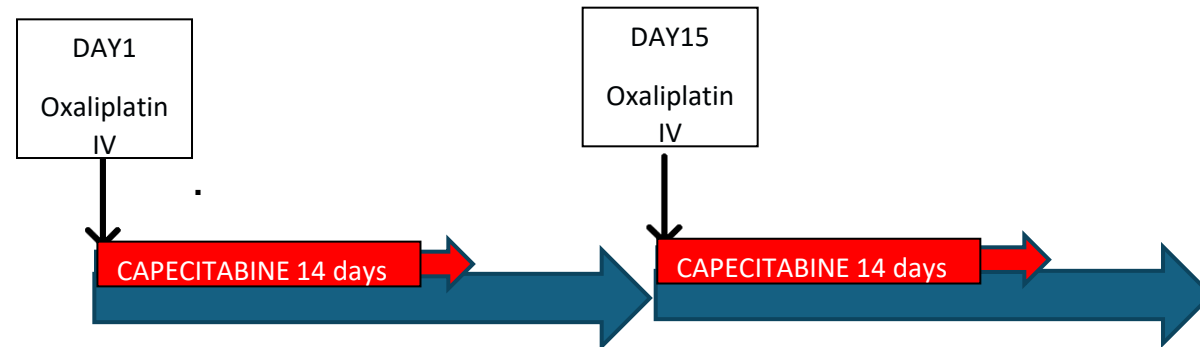 DAY1
Oxaliplatin
IV
DAY15
Oxaliplatin
IV
.
CAPECITABINE 14 days
CAPECITABINE 14 days